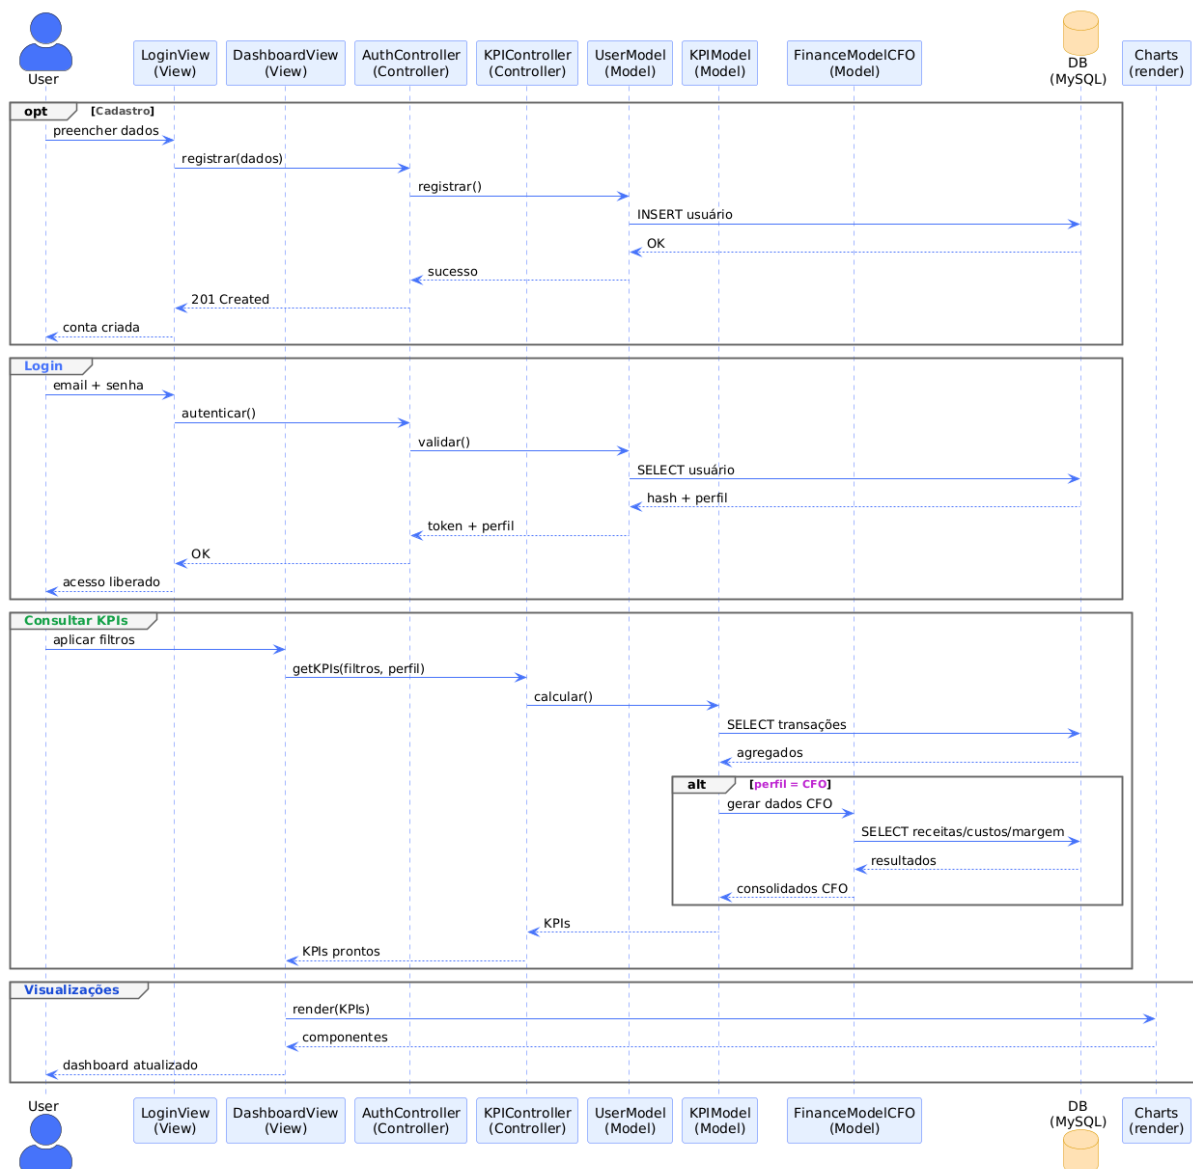 User
LoginView
(View)
DashboardView
(View)
AuthController
(Controller)
KPIController
(Controller)
UserModel
(Model)
KPIModel
(Model)
FinanceModelCFO
(Model)
DB
(MySQL)
Charts
(render)
opt [Cadastro]
preencher dados
registrar(dados)
registrar()
INSERT usuário
OK
sucesso
201 Created
conta criada
Login
email + senha
autenticar()
validar()
SELECT usuário
hash + perfil
token + perfil
OK
acesso liberado
Consultar KPIs
aplicar filtros
getKPIs(filtros, perfil)
calcular()
SELECT transações
agregados
alt [perfil = CFO]
gerar dados CFO
SELECT receitas/custos/margem
resultados
consolidados CFO
KPIs
KPIs prontos
Visualizações
render(KPIs)
componentes
dashboard atualizado
User
LoginView
(View)
DashboardView
(View)
AuthController
(Controller)
KPIController
(Controller)
UserModel
(Model)
KPIModel
(Model)
FinanceModelCFO
(Model)
DB
(MySQL)
Charts
(render)